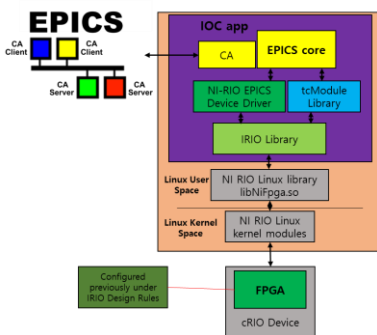 EPICS
CA
Client
CA
Client
CA
Server
CA
Server
IOC app
CA
EPICS core
NI-RIO EPICS
Device Driver
tcModule
Library
IRIO Library
Linux User
Space
NI RIO Linux library
libNiFpga.so
Linux Kernel
Space
NI RIO Linux
kernel modules
Configured
previously under
IRIO Design Rules
FPGA
cRIO Device